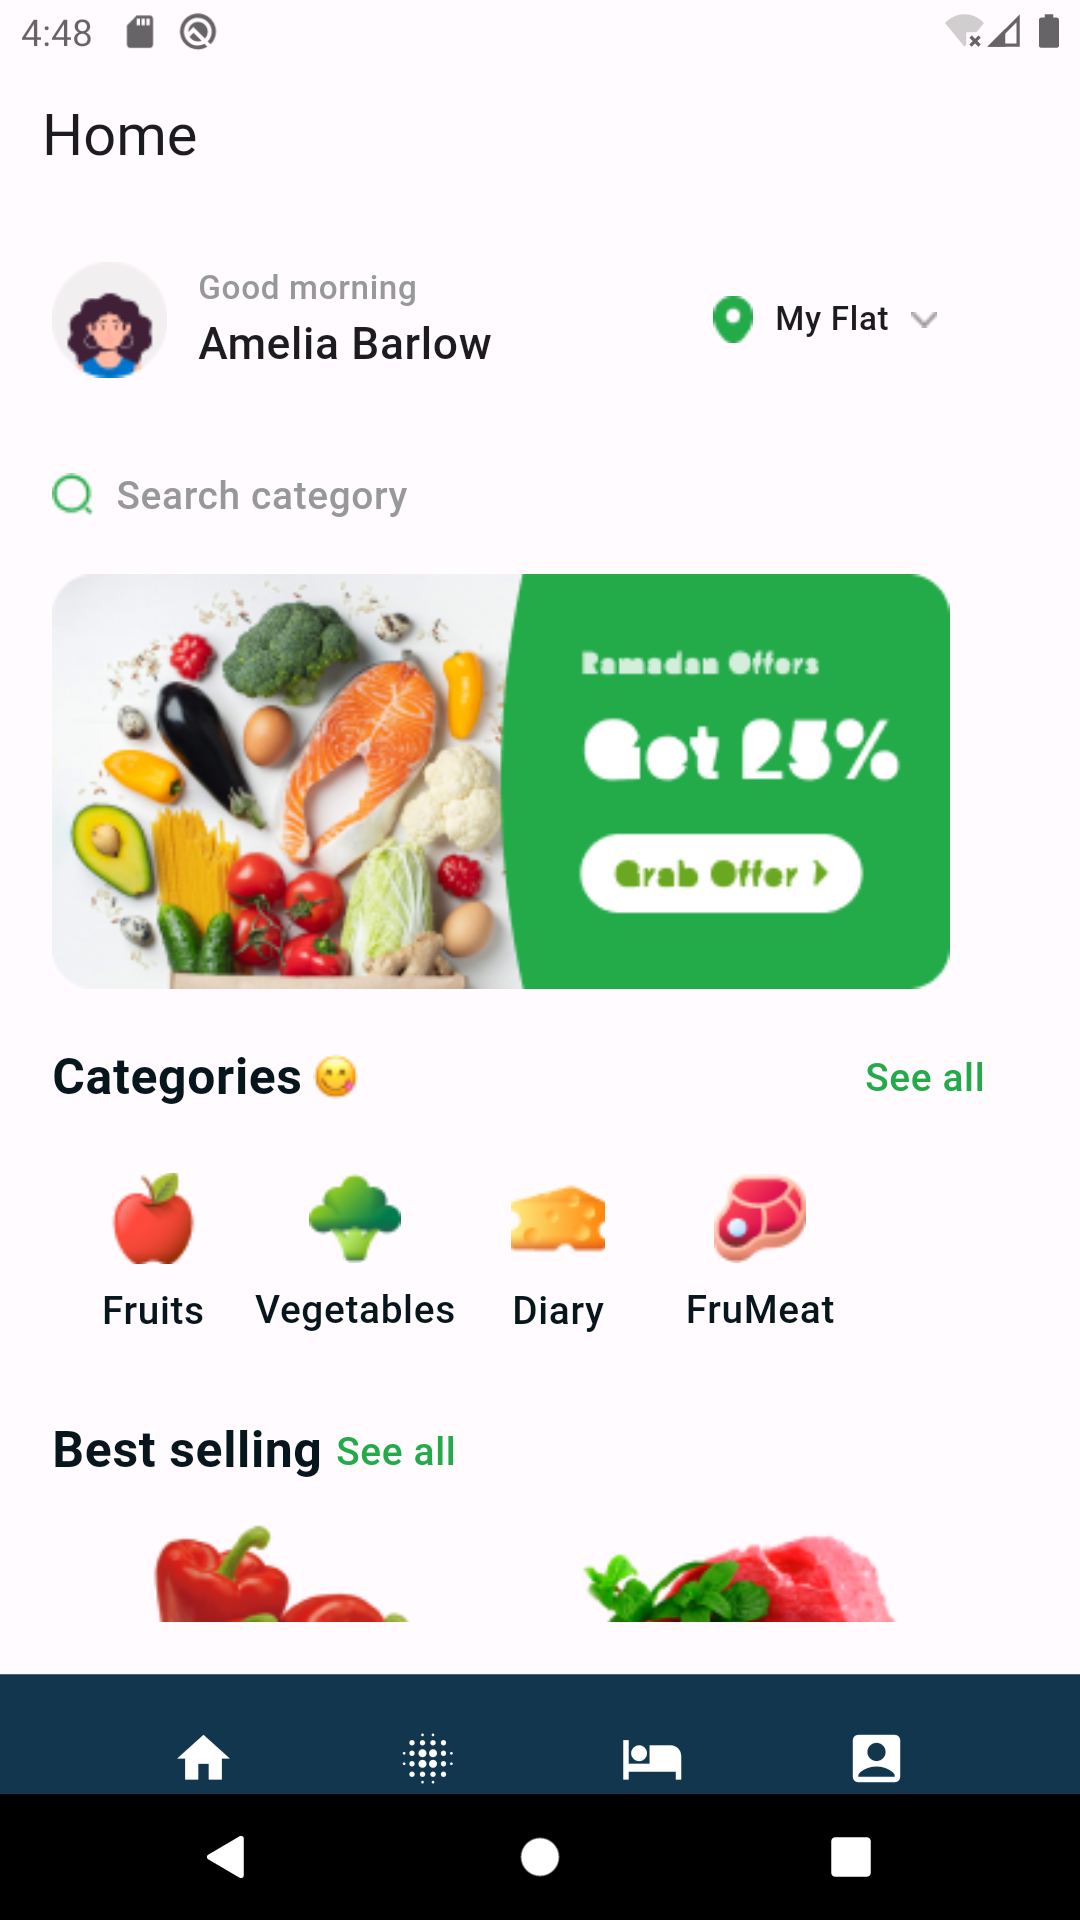 4:48
Home
Good morning
Amelia Barlow
My Flat
Search category
Ramadan Offers
Get 25%
Grab Offer
Categories 😋
See all
Fruits
Vegetables
Diary
FruMeat
Best selling
See all